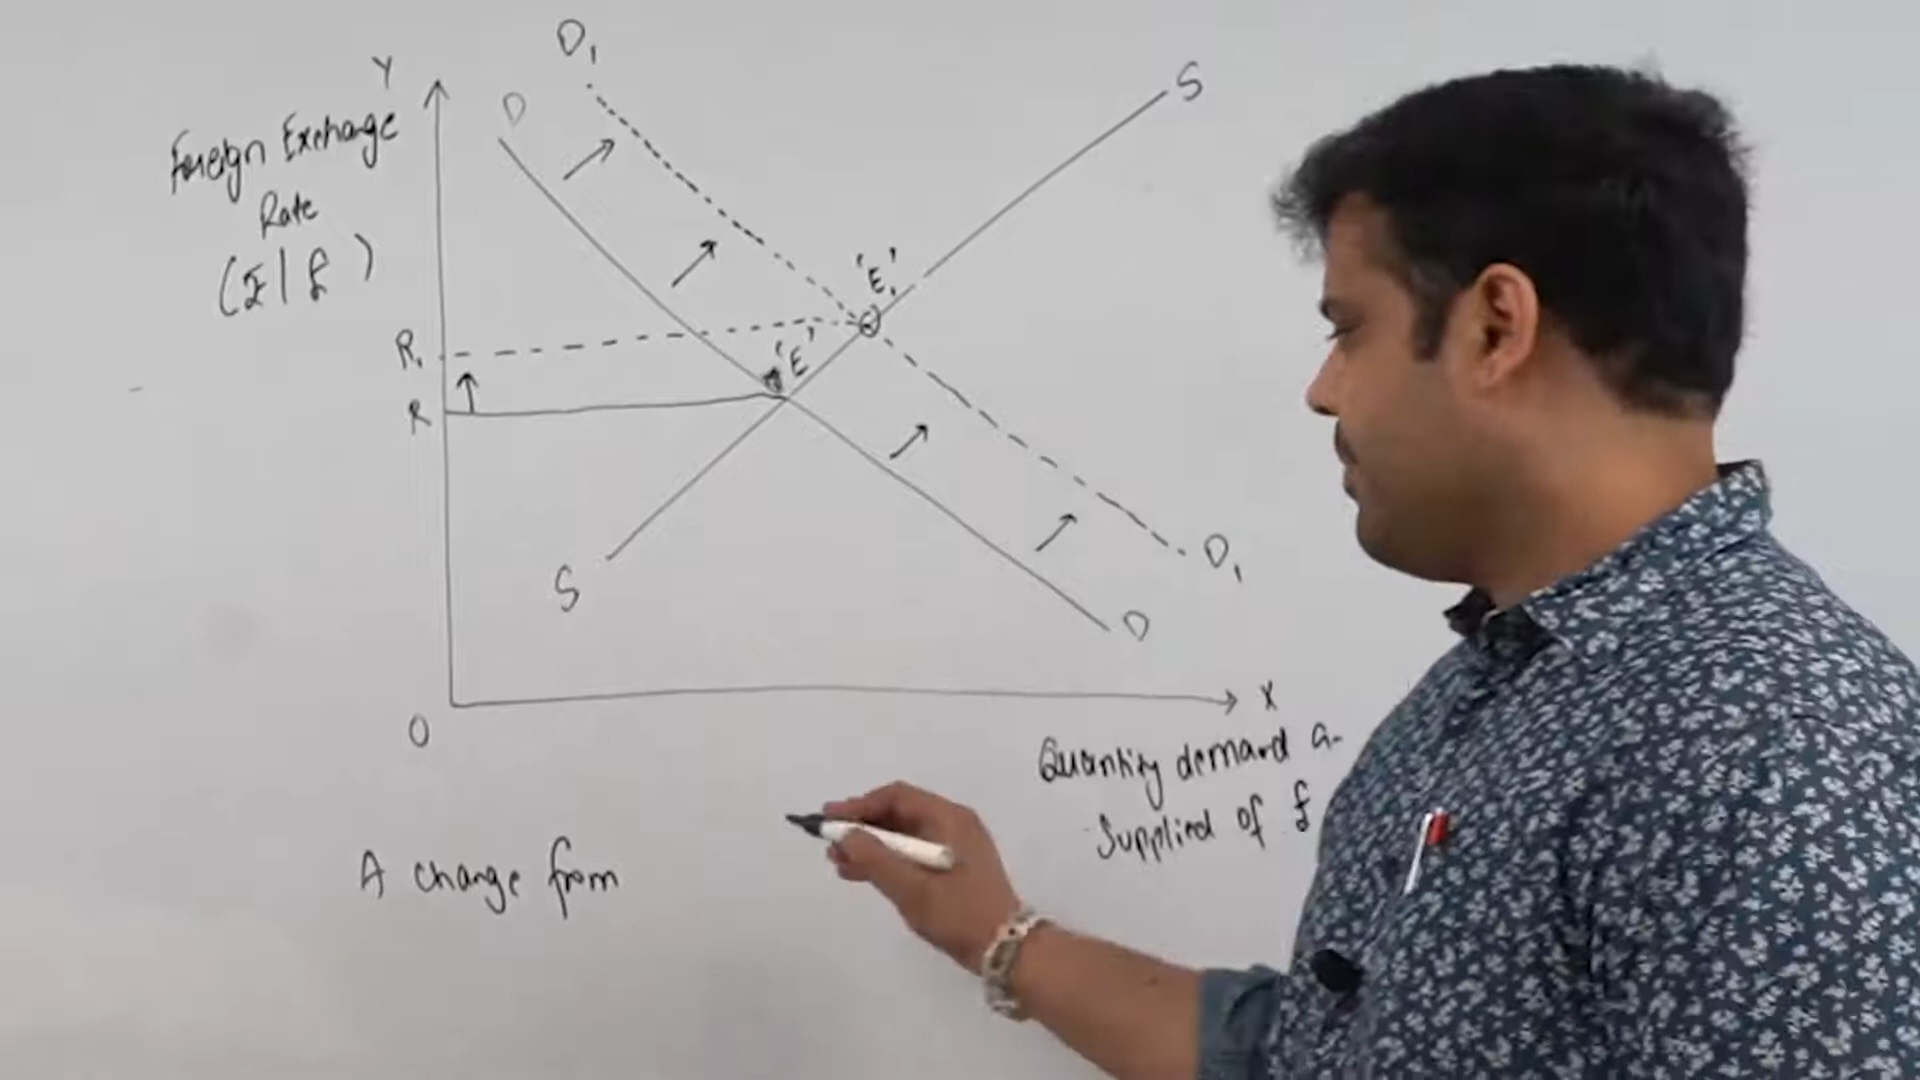 D₁
Y
D
S
Foreign Exchange
Rate
(₹ | £)
'E₁'
R₁
'E'
R
D₁
S
D
X
O
Quantity demand a-
Supplied of £
A change from